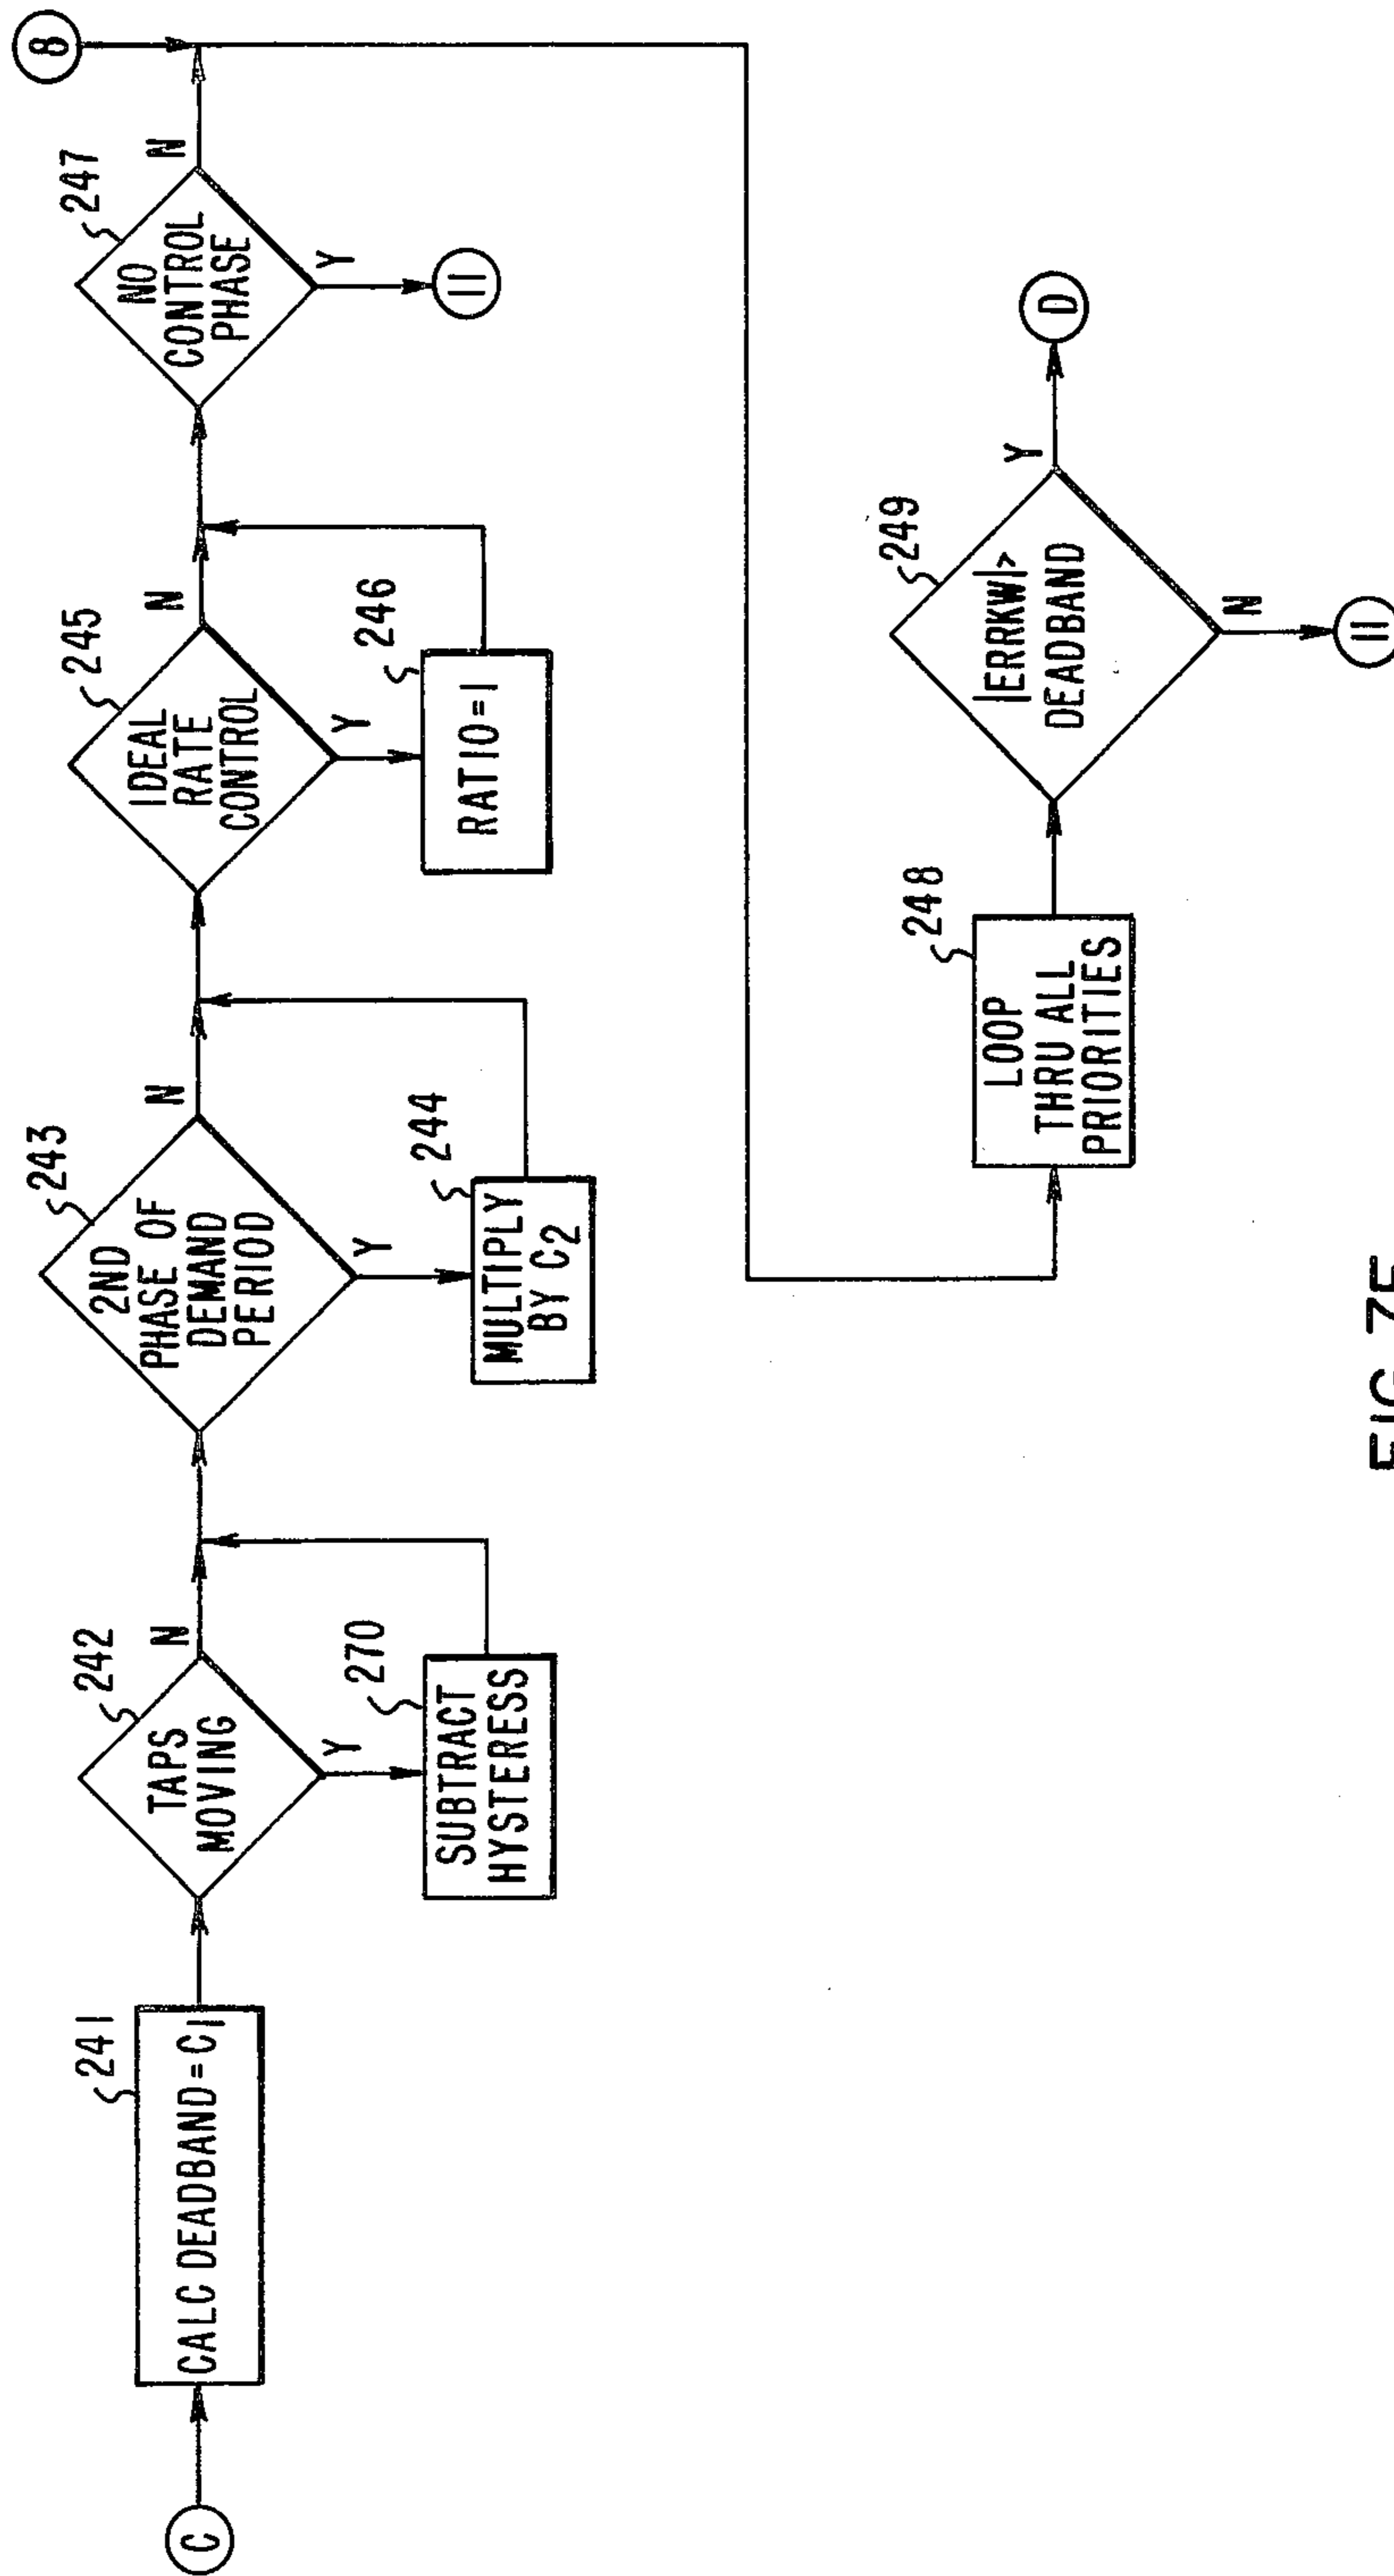 C
241
CALC DEADBAND=C1
242
TAPS
MOVING
N
Y
270
SUBTRACT
HYSTERESS
243
2ND
PHASE OF
DEMAND
PERIOD
N
Y
244
MULTIPLY
BY C2
245
IDEAL
RATE
CONTROL
N
Y
246
RATIO=1
247
NO
CONTROL
PHASE
N
Y
11
8
248
LOOP
THRU ALL
PRIORITIES
249
|ERRKW|>
DEADBAND
Y
D
N
11